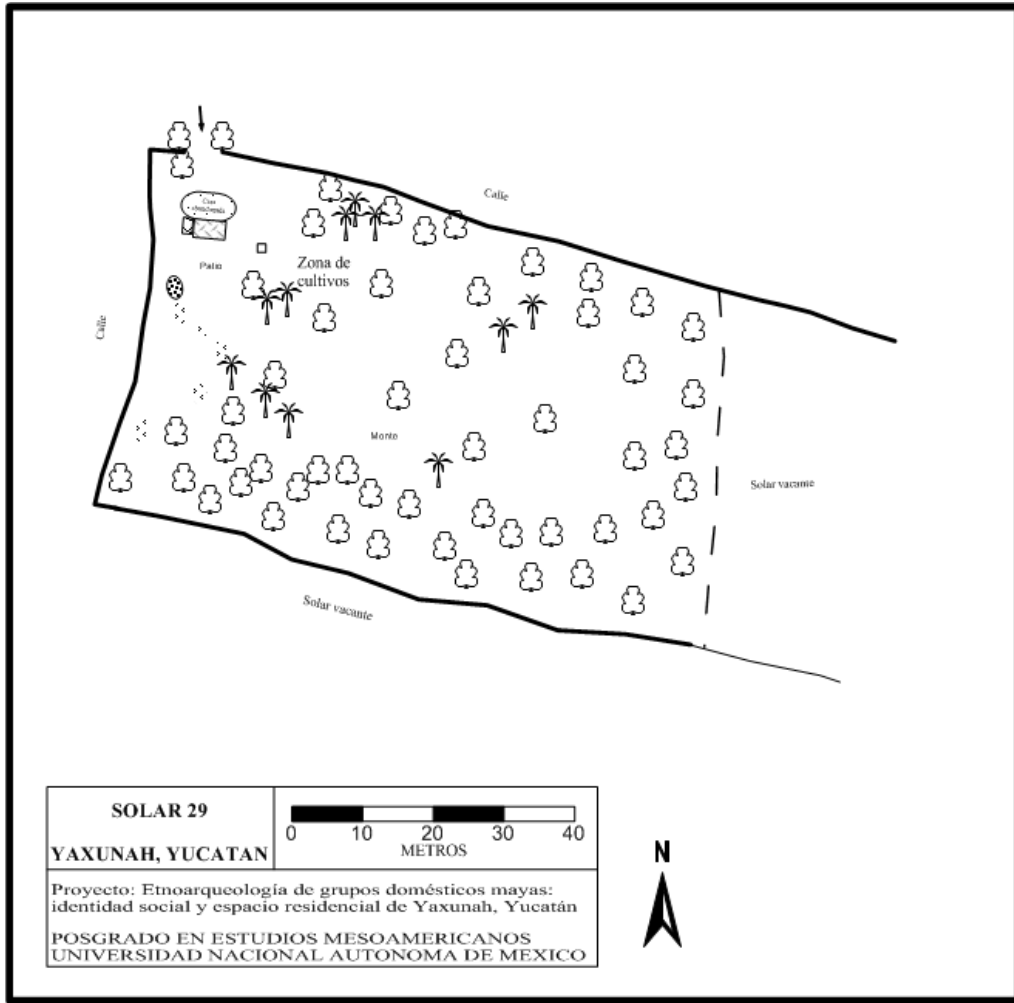 Calle
Casa
abandonada
Patio
Zona de
cultivos
Calle
Monte
Solar vacante
Solar vacante
SOLAR 29
YAXUNAH, YUCATAN
0 10 20 30 40
METROS
N
Proyecto: Etnoarqueología de grupos domésticos mayas:
identidad social y espacio residencial de Yaxunah, Yucatán
POSGRADO EN ESTUDIOS MESOAMERICANOS
UNIVERSIDAD NACIONAL AUTONOMA DE MEXICO